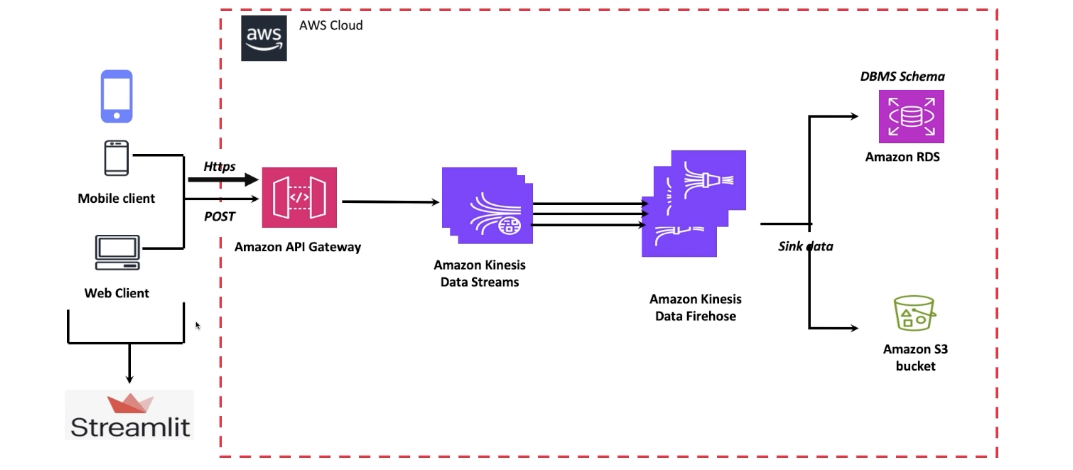 aws
AWS Cloud
DBMS Schema
Amazon RDS
Https
POST
</>
Mobile client
Amazon API Gateway
Amazon Kinesis
Data Streams
Sink data
Web Client
Amazon Kinesis
Data Firehose
Amazon S3
bucket
Streamlit